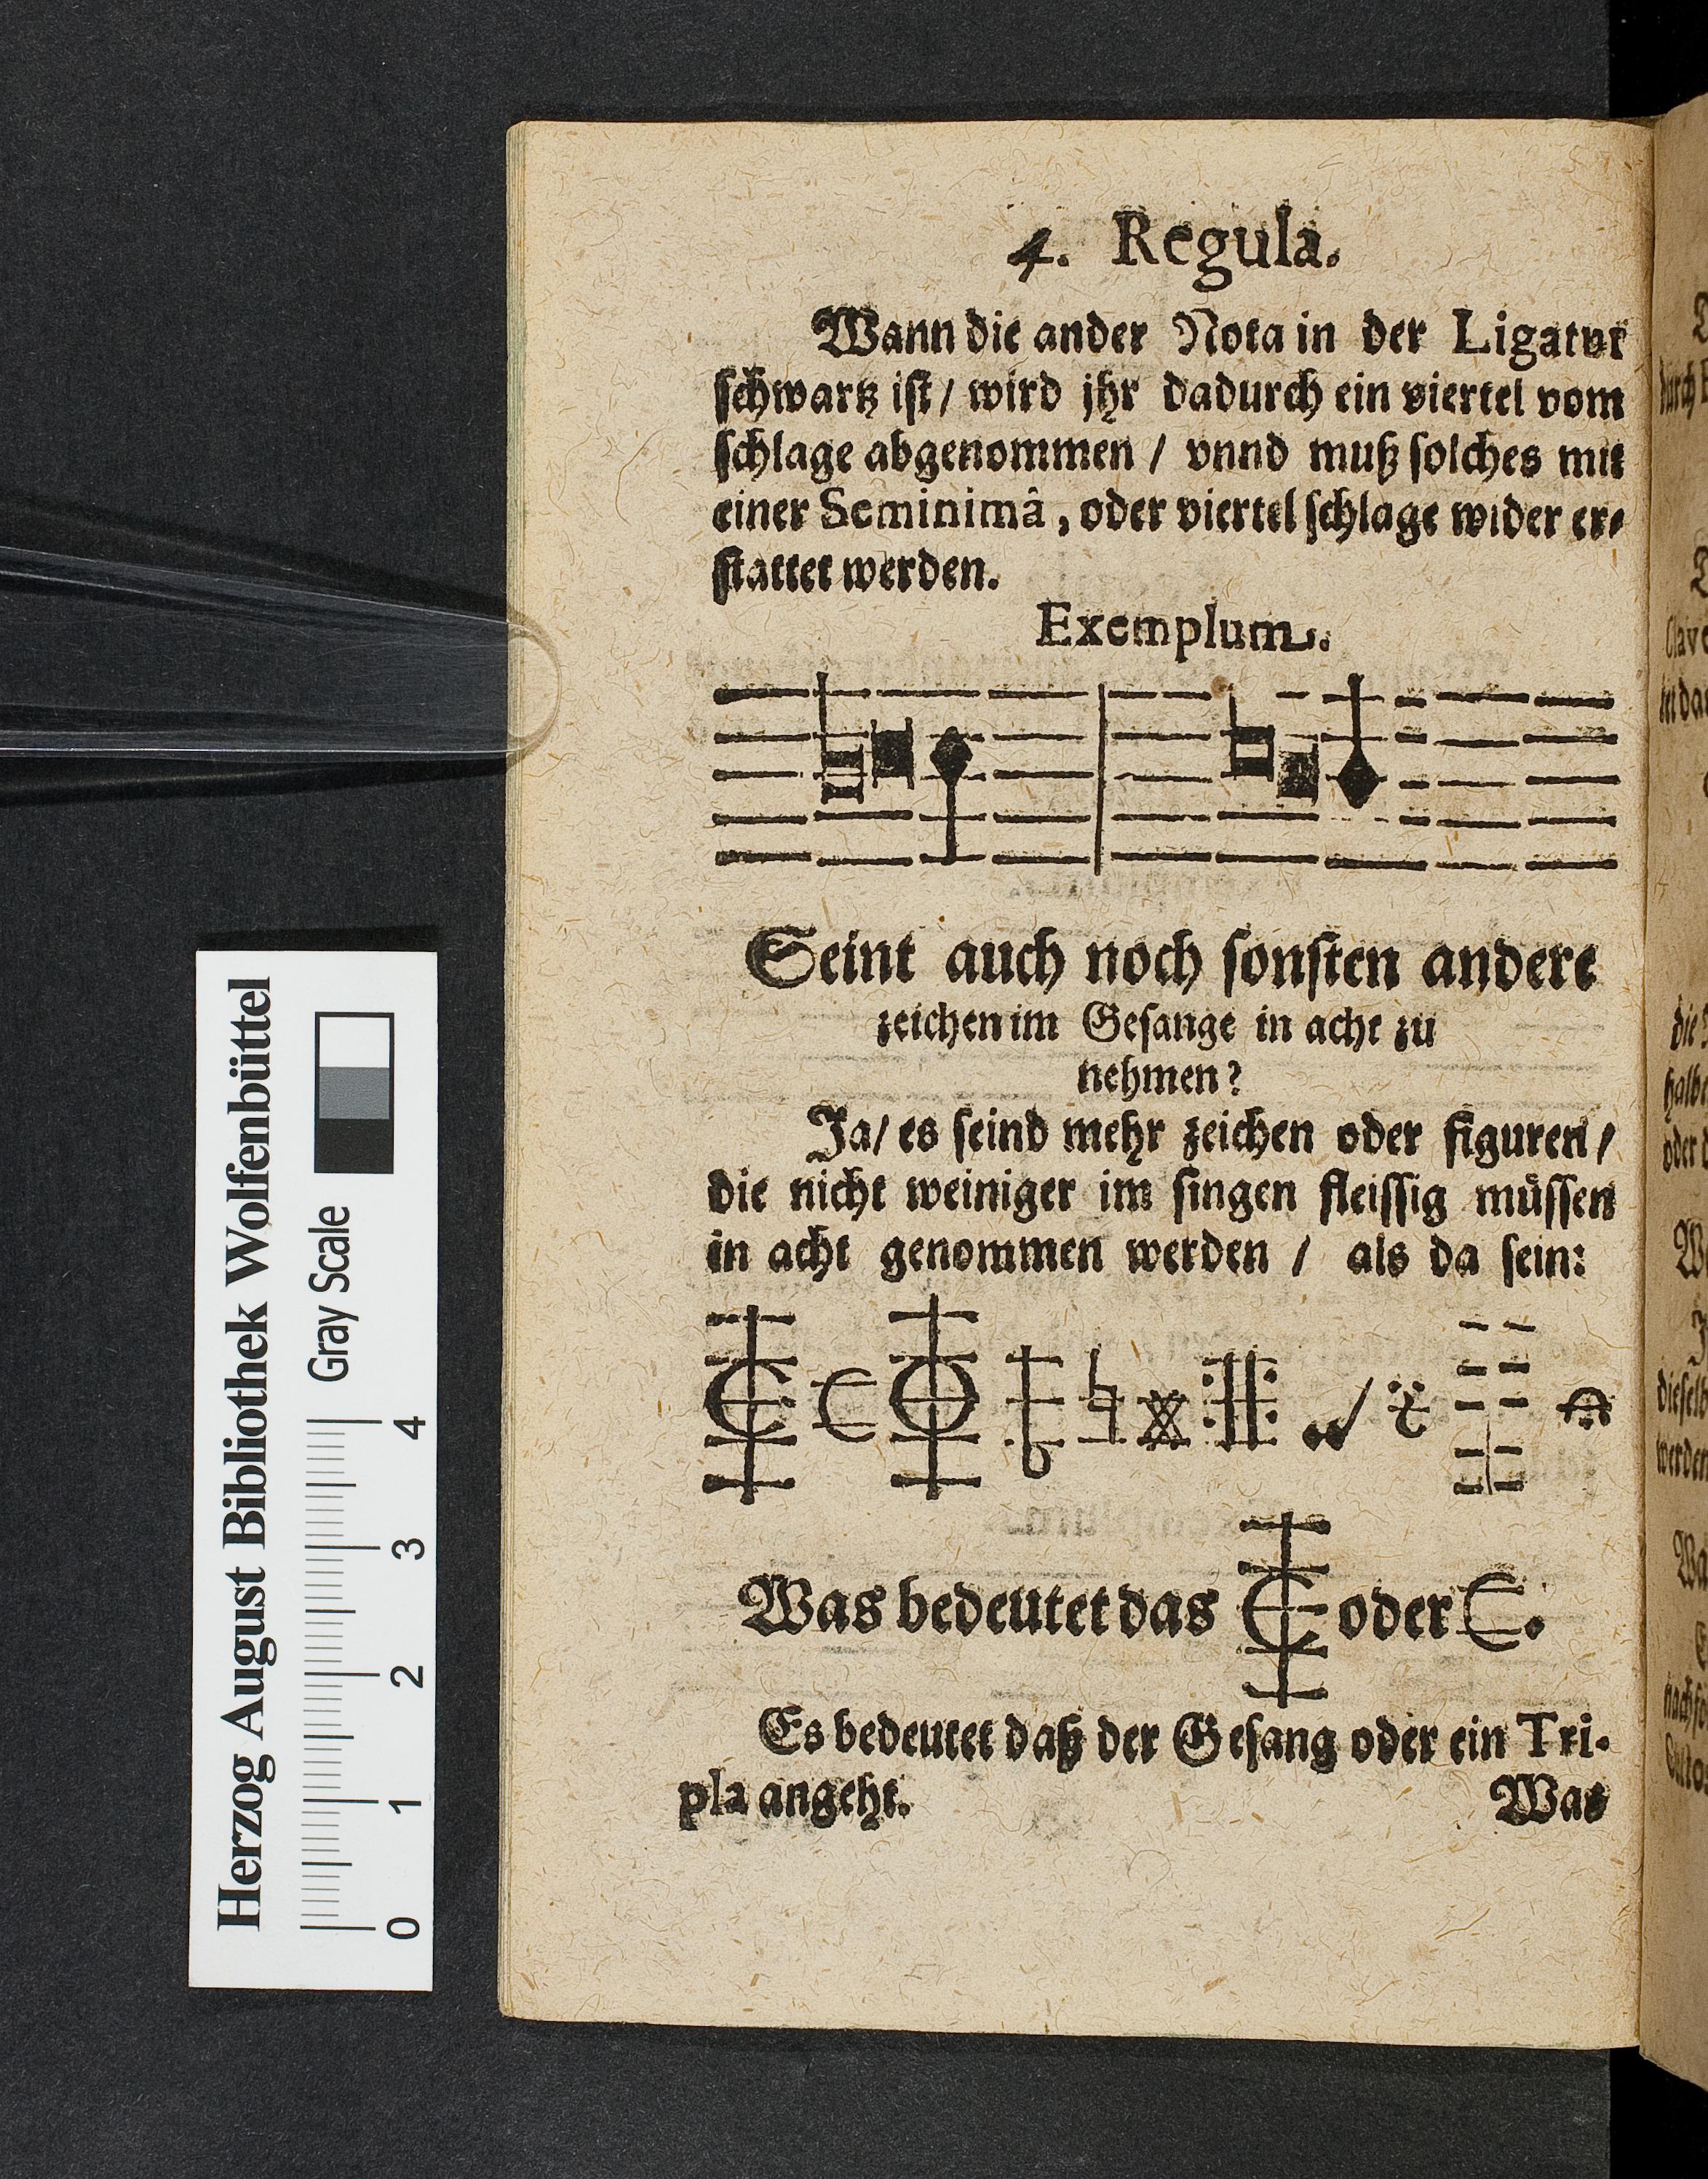 4. Regula.
Wann die ander Nota in der Ligatur
schwartz ist / wird jhr dadurch ein viertel vom
schlage abgenommen / vnnd muß solches mit
einer Seminimâ, oder viertel schlage wider er-
stattet werden.
Exemplum.
Seint auch noch sonsten andere
zeichen im Gesange in acht zu
nehmen?
Ja / es seind mehr zeichen oder figuren /
die nicht weiniger im singen fleissig müssen
in acht genommen werden / als da sein:
Was bedeutet das C oder C.
Es bedeutet daß der Gesang oder ein Tri-
pla angeht.
Was
Herzog August Bibliothek Wolfenbüttel
Gray Scale
0 1 2 3 4